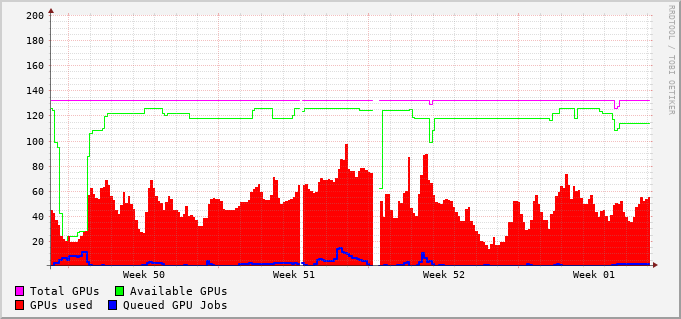 200
180
160
140
120
100
80
60
40
20
Week 50 Week 51 Week 52 Week 01
Total GPUs Available GPUs
GPUs used Queued GPU Jobs
RRDTOOL / TOBI OETIKER